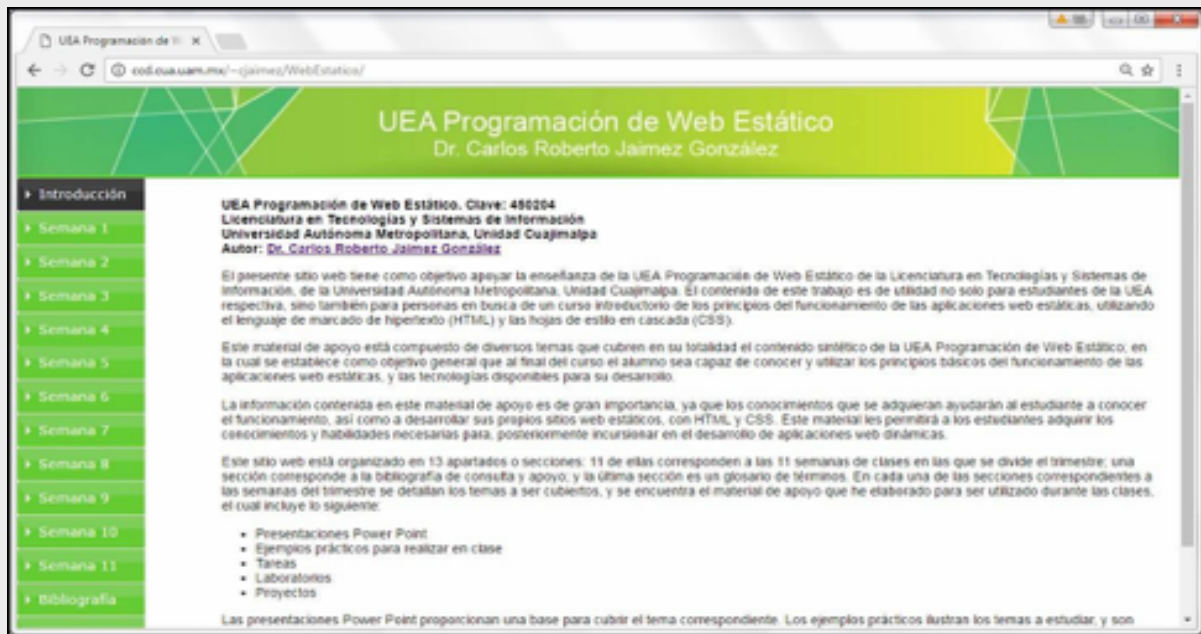 UEA Programación de W
ccd.cua.uam.mx/~cjaimez/WebEstatico/
UEA Programación de Web Estático
Dr. Carlos Roberto Jaimez González
Introducción
Semana 1
Semana 2
Semana 3
Semana 4
Semana 5
Semana 6
Semana 7
Semana 8
Semana 9
Semana 10
Semana 11
Bibliografía
UEA Programación de Web Estático. Clave: 450204
Licenciatura en Tecnologías y Sistemas de Información
Universidad Autónoma Metropolitana, Unidad Cuajimalpa
Autor: Dr. Carlos Roberto Jaimez González
El presente sitio web tiene como objetivo apoyar la enseñanza de la UEA Programación de Web Estático de la Licenciatura en Tecnologías y Sistemas de
Información, de la Universidad Autónoma Metropolitana, Unidad Cuajimalpa. El contenido de este trabajo es de utilidad no solo para estudiantes de la UEA
respectiva, sino también para personas en busca de un curso introductorio de los principios del funcionamiento de las aplicaciones web estáticas, utilizando
el lenguaje de marcado de hipertexto (HTML) y las hojas de estilo en cascada (CSS).
Este material de apoyo está compuesto de diversos temas que cubren en su totalidad el contenido sintético de la UEA Programación de Web Estático; en
la cual se establece como objetivo general que al final del curso el alumno sea capaz de conocer y utilizar los principios básicos del funcionamiento de las
aplicaciones web estáticas, y las tecnologías disponibles para su desarrollo.
La información contenida en este material de apoyo es de gran importancia, ya que los conocimientos que se adquieran ayudarán al estudiante a conocer
el funcionamiento, así como a desarrollar sus propios sitios web estáticos, con HTML y CSS. Este material les permitirá a los estudiantes adquirir los
conocimientos y habilidades necesarias para, posteriormente incursionar en el desarrollo de aplicaciones web dinámicas.
Este sitio web está organizado en 13 apartados o secciones: 11 de ellas corresponden a las 11 semanas de clases en las que se divide el trimestre; una
sección corresponde a la bibliografía de consulta y apoyo; y la última sección es un glosario de términos. En cada una de las secciones correspondientes a
las semanas del trimestre se detallan los temas a ser cubiertos, y se encuentra el material de apoyo que he elaborado para ser utilizado durante las clases,
el cual incluye lo siguiente:
Presentaciones Power Point
Ejemplos prácticos para realizar en clase
Tareas
Laboratorios
Proyectos
Las presentaciones Power Point proporcionan una base para cubrir el tema correspondiente. Los ejemplos prácticos ilustran los temas a estudiar, y son